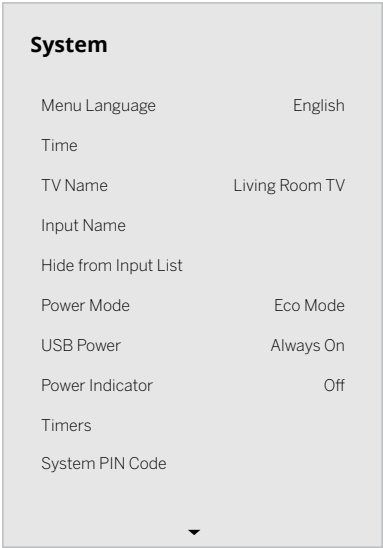 System
Menu Language English
Time
TV Name Living Room TV
Input Name
Hide from Input List
Power Mode Eco Mode
USB Power Always On
Power Indicator Off
Timers
System PIN Code